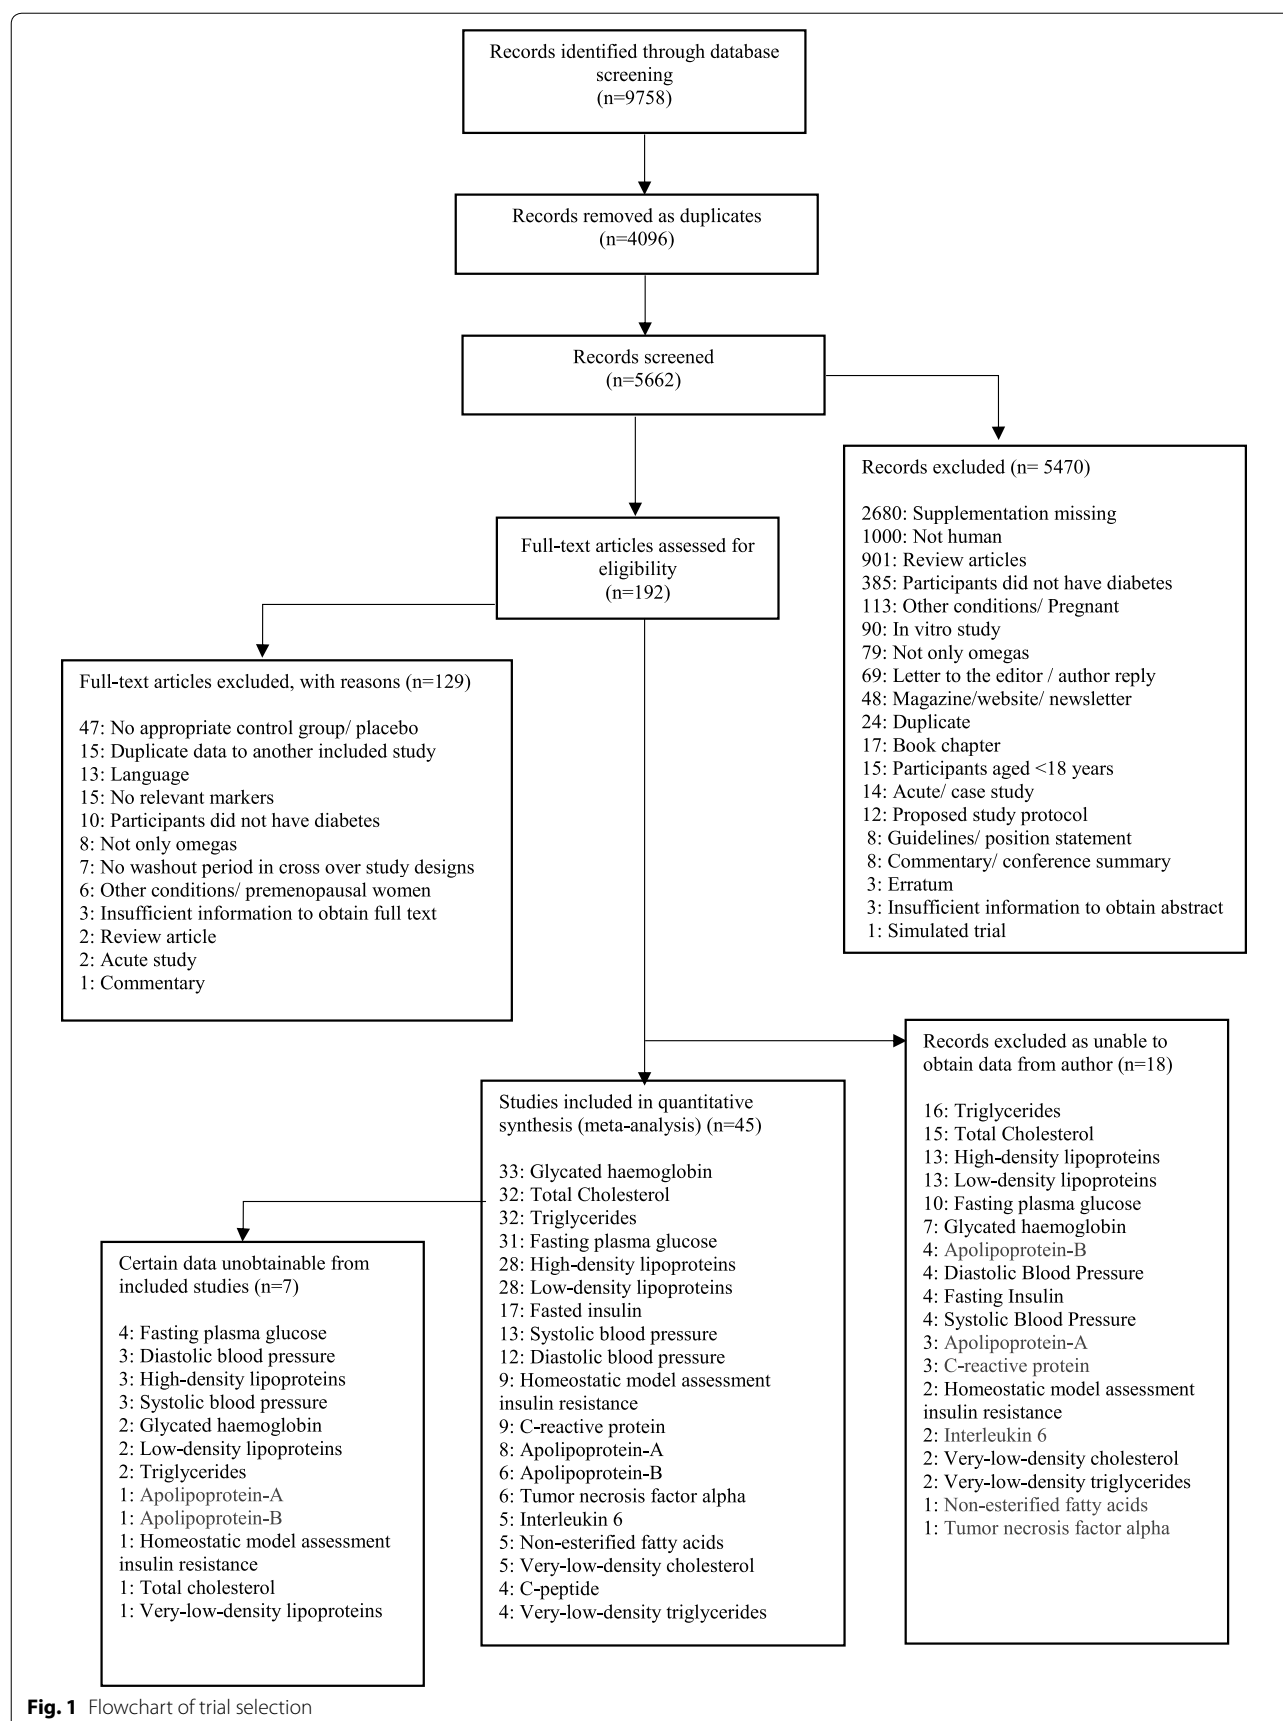 Records identified through database
screening
(n=9758)
Records removed as duplicates
(n=4096)
Records screened
(n=5662)
Records excluded (n= 5470)
2680: Supplementation missing
1000: Not human
901: Review articles
385: Participants did not have diabetes
113: Other conditions/ Pregnant
90: In vitro study
79: Not only omegas
69: Letter to the editor / author reply
48: Magazine/website/ newsletter
24: Duplicate
17: Book chapter
15: Participants aged <18 years
14: Acute/ case study
12: Proposed study protocol
8: Guidelines/ position statement
8: Commentary/ conference summary
3: Erratum
3: Insufficient information to obtain abstract
1: Simulated trial
Full-text articles assessed for
eligibility
(n=192)
Full-text articles excluded, with reasons (n=129)
47: No appropriate control group/ placebo
15: Duplicate data to another included study
13: Language
15: No relevant markers
10: Participants did not have diabetes
8: Not only omegas
7: No washout period in cross over study designs
6: Other conditions/ premenopausal women
3: Insufficient information to obtain full text
2: Review article
2: Acute study
1: Commentary
Records excluded as unable to
obtain data from author (n=18)
16: Triglycerides
15: Total Cholesterol
13: High-density lipoproteins
13: Low-density lipoproteins
10: Fasting plasma glucose
7: Glycated haemoglobin
4: Apolipoprotein-B
4: Diastolic Blood Pressure
4: Fasting Insulin
4: Systolic Blood Pressure
3: Apolipoprotein-A
3: C-reactive protein
2: Homeostatic model assessment
insulin resistance
2: Interleukin 6
2: Very-low-density cholesterol
2: Very-low-density triglycerides
1: Non-esterified fatty acids
1: Tumor necrosis factor alpha
Studies included in quantitative
synthesis (meta-analysis) (n=45)
33: Glycated haemoglobin
32: Total Cholesterol
32: Triglycerides
31: Fasting plasma glucose
28: High-density lipoproteins
28: Low-density lipoproteins
17: Fasted insulin
13: Systolic blood pressure
12: Diastolic blood pressure
9: Homeostatic model assessment
insulin resistance
9: C-reactive protein
8: Apolipoprotein-A
6: Apolipoprotein-B
6: Tumor necrosis factor alpha
5: Interleukin 6
5: Non-esterified fatty acids
5: Very-low-density cholesterol
4: C-peptide
4: Very-low-density triglycerides
Certain data unobtainable from
included studies (n=7)
4: Fasting plasma glucose
3: Diastolic blood pressure
3: High-density lipoproteins
3: Systolic blood pressure
2: Glycated haemoglobin
2: Low-density lipoproteins
2: Triglycerides
1: Apolipoprotein-A
1: Apolipoprotein-B
1: Homeostatic model assessment
insulin resistance
1: Total cholesterol
1: Very-low-density lipoproteins
Fig. 1 Flowchart of trial selection